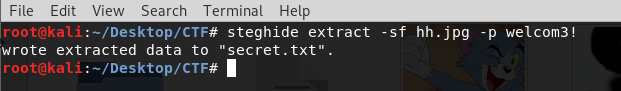 File Edit View Search Terminal Help
root@kali:~/Desktop/CTF# steghide extract -sf hh.jpg -p welcom3!
wrote extracted data to "secret.txt".
root@kali:~/Desktop/CTF#